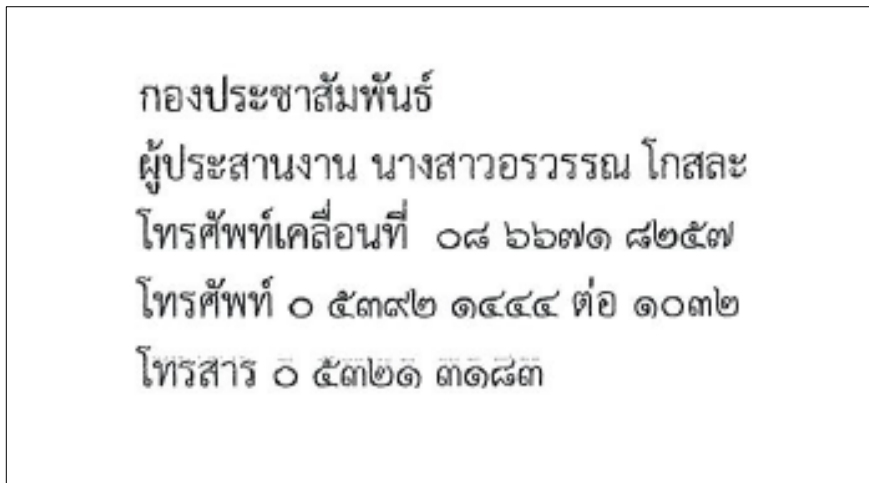 กองประชาสัมพันธ์
ผู้ประสานงาน นางสาวอรวรรณ โกสละ
โทรศัพท์เคลื่อนที่ ๐๘ ๖๖๗๑ ๘๒๕๗
โทรศัพท์ ๐ ๕๓๙๒ ๑๔๔๔ ต่อ ๑๐๓๒
โทรสาร ๐ ๕๓๒๑ ๓๑๘๓